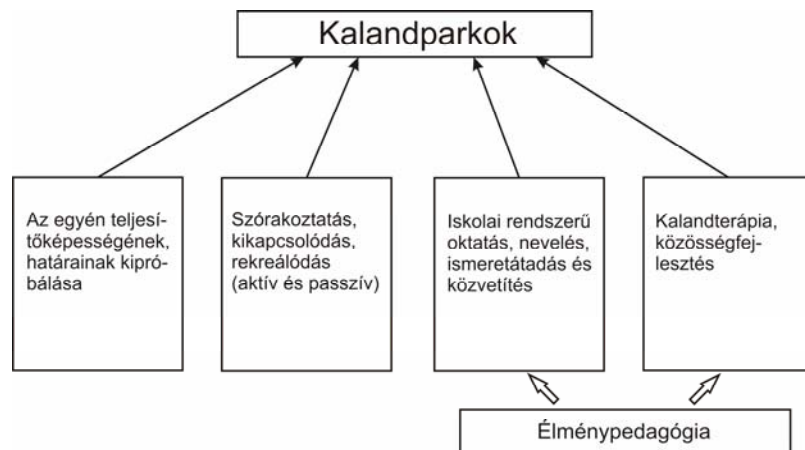 Kalandparkok
Az egyén teljesí-
tőképességének,
határainak kipró-
bálása
Szórakoztatás,
kikapcsolódás,
rekreálódás
(aktív és passzív)
Iskolai rendszerű
oktatás, nevelés,
ismeretátadás és
közvetítés
Kalandterápia,
közösségfej-
lesztés
Élménypedagógia